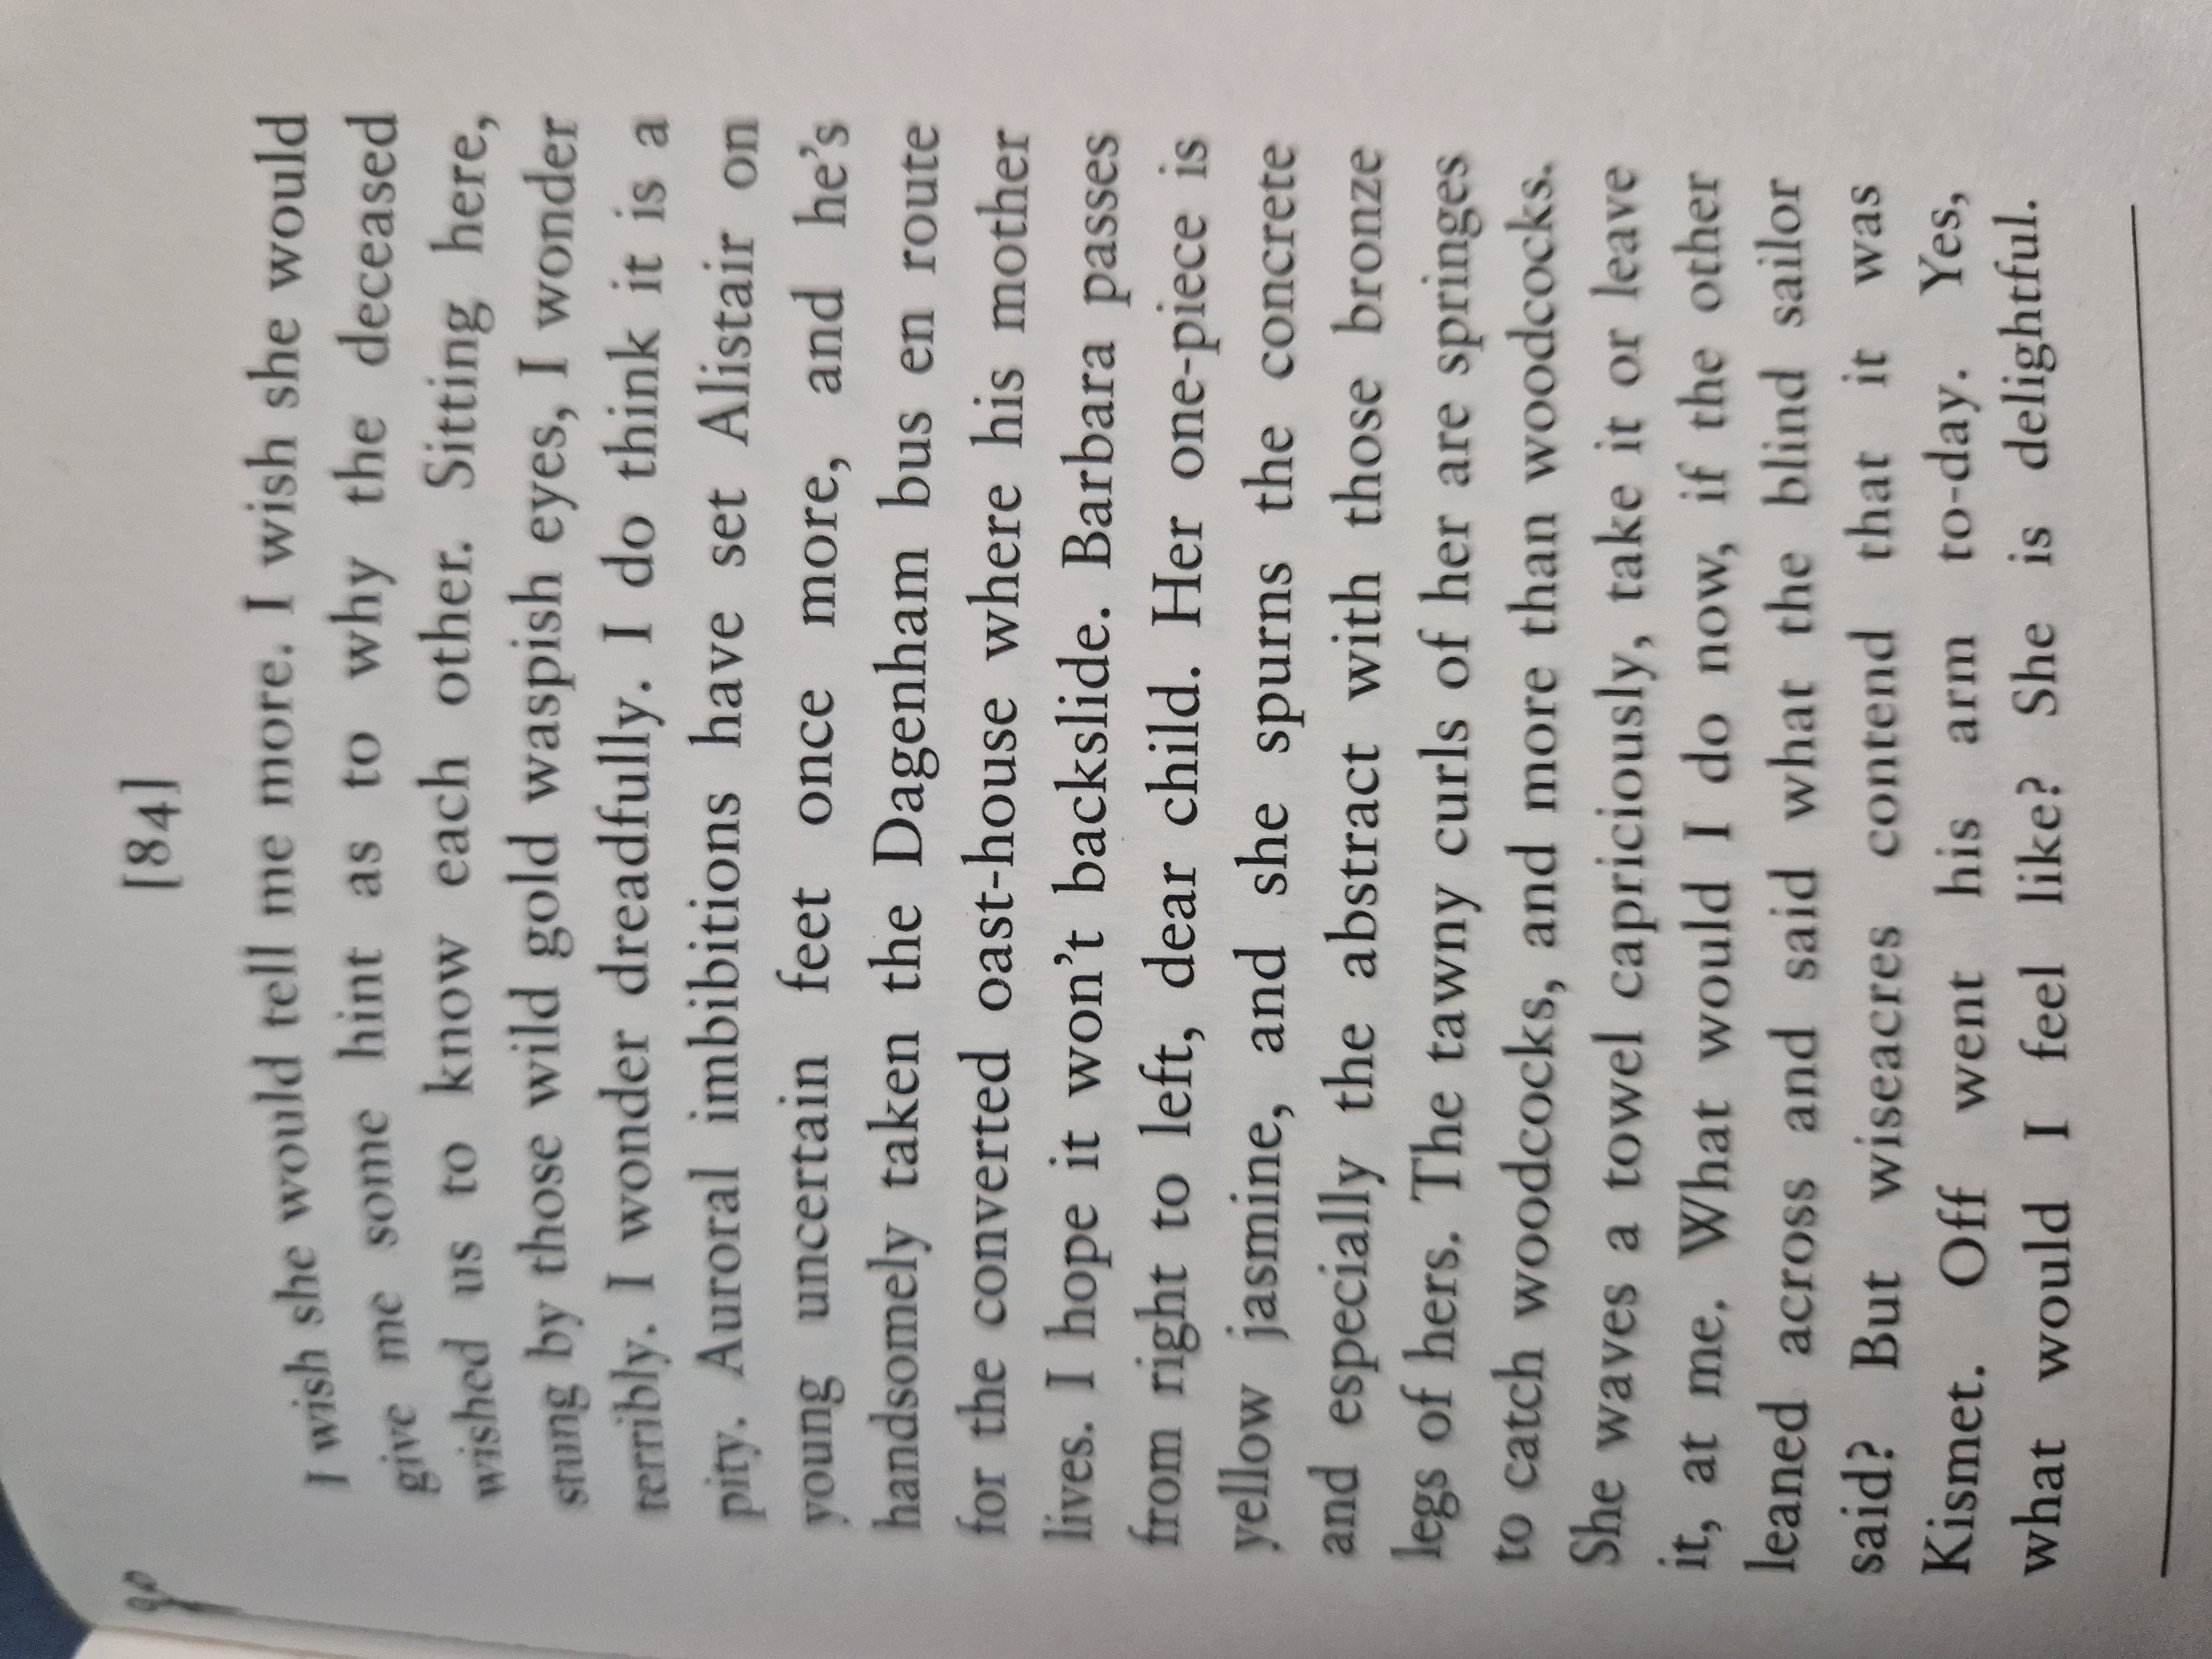 [84]
I wish she would tell me more. I wish she would
give me some hint as to why the deceased
wished us to know each other. Sitting here,
stung by those wild gold waspish eyes, I wonder
terribly. I wonder dreadfully. I do think it is a
pity. Auroral imbibitions have set Alistair on
young uncertain feet once more, and he's
handsomely taken the Dagenham bus en route
for the converted oast-house where his mother
lives. I hope it won't backslide. Barbara passes
from right to left, dear child. Her one-piece is
yellow jasmine, and she spurns the concrete
and especially the abstract with those bronze
legs of hers. The tawny curls of her are springes
to catch woodcocks, and more than woodcocks.
She waves a towel capriciously, take it or leave
it, at me. What would I do now, if the other
leaned across and said what the blind sailor
said? But wiseacres contend that it was
Kismet. Off went his arm to-day. Yes,
what would I feel like? She is delightful.